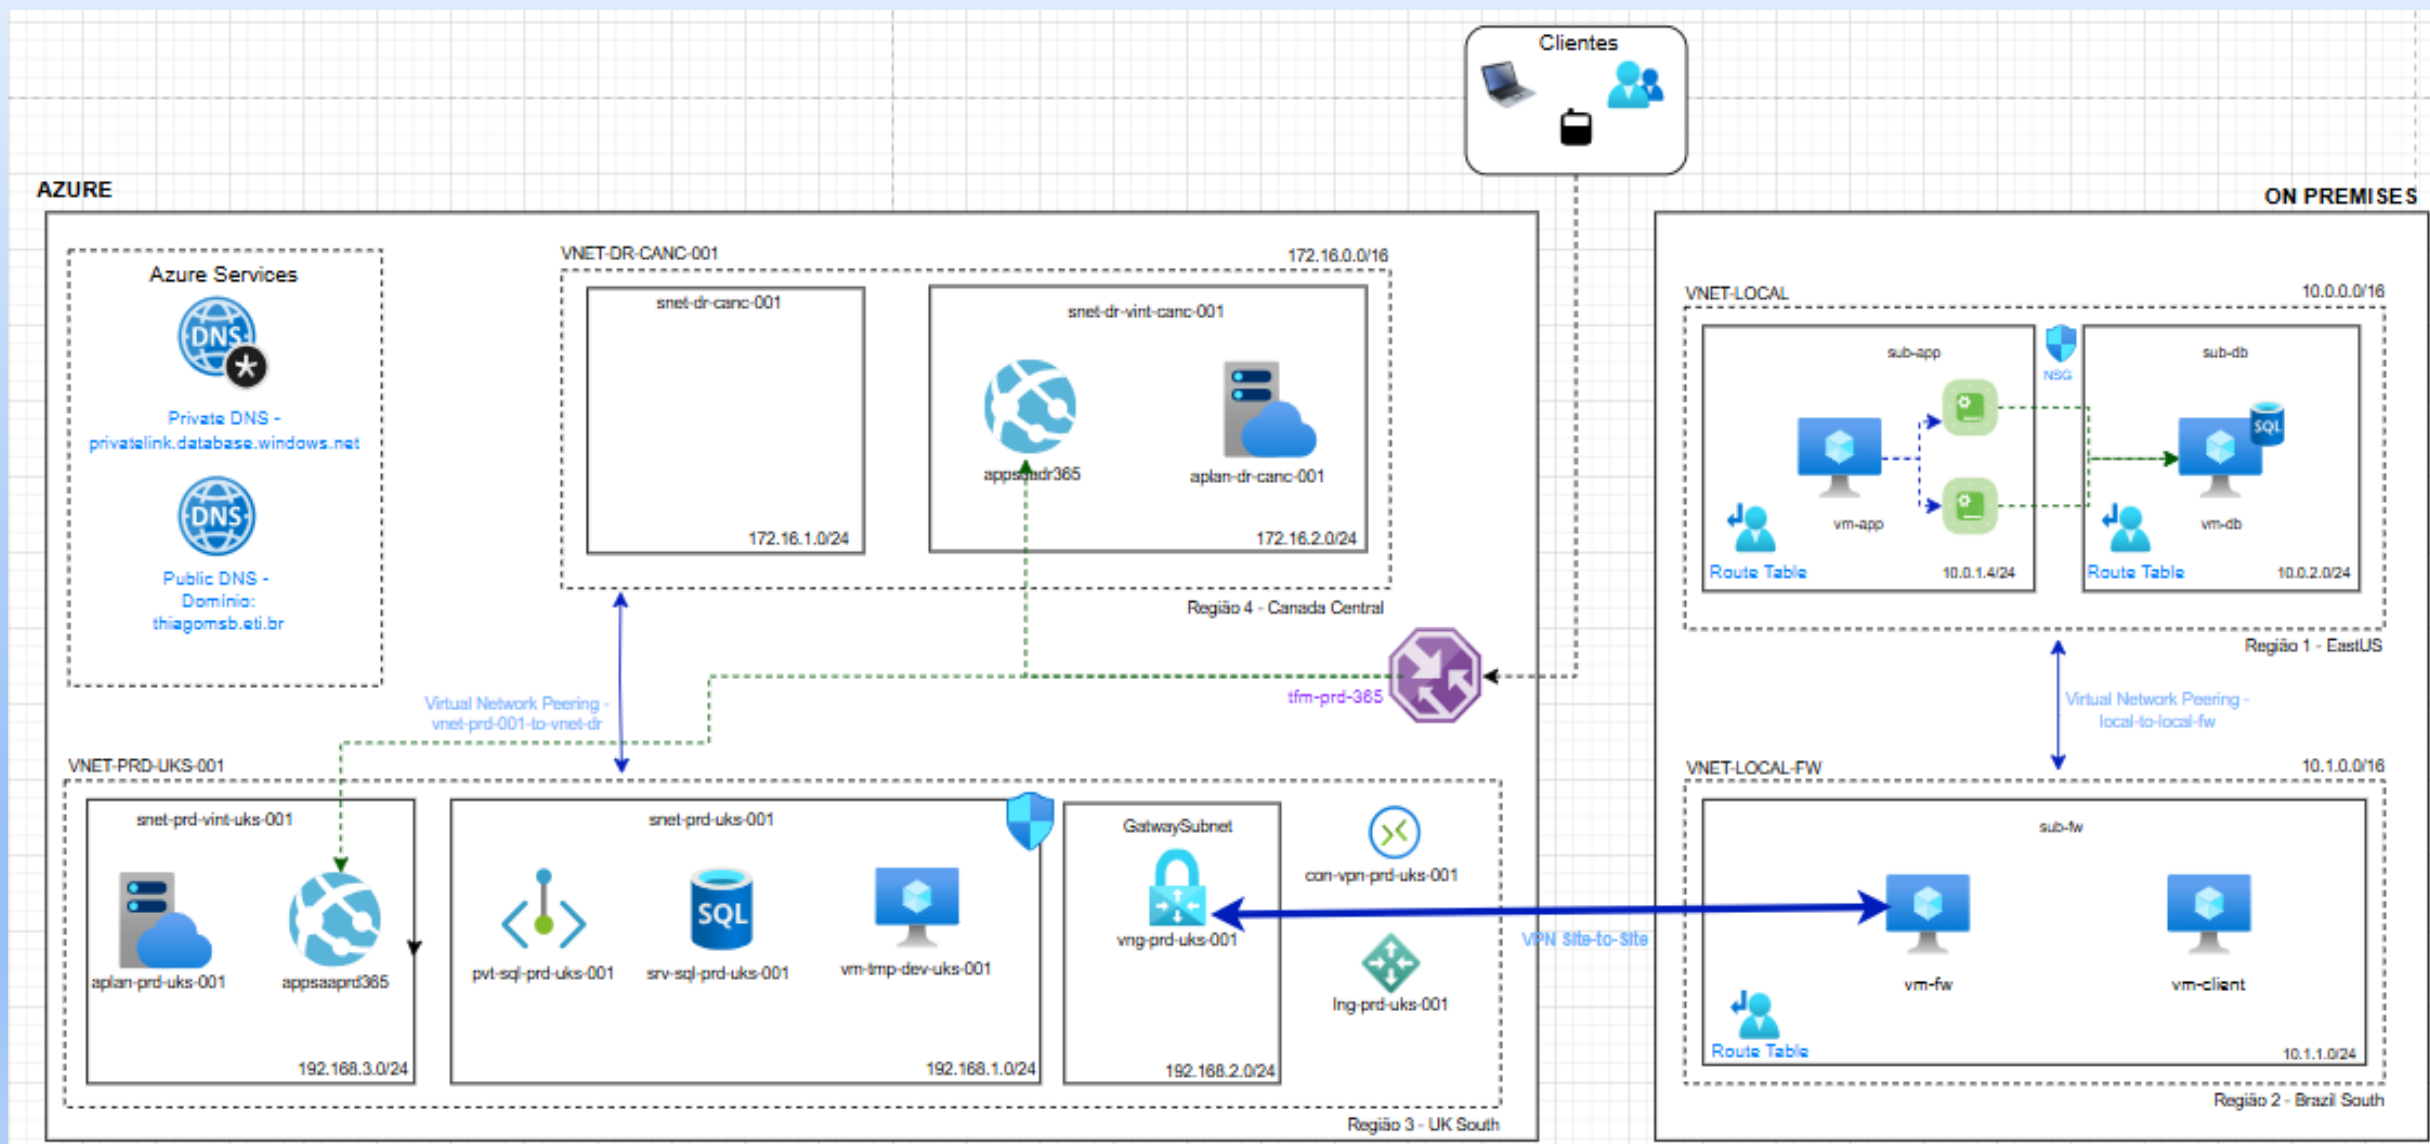 Clientes
AZURE
ON PREMISES
Azure Services
DNS
Private DNS -
privatelink.database.windows.net
DNS
Public DNS -
Domínio:
thiagomsb.eti.br
VNET-DR-CANC-001
172.16.0.0/16
snet-dr-canc-001
172.16.1.0/24
snet-dr-vint-canc-001
aplan-dr-canc-001
172.16.2.0/24
Região 4 - Canada Central
tfm-prd-365
Virtual Network Peering -
vnet-prd-001-to-vnet-dr
VNET-PRD-UKS-001
snet-prd-vint-uks-001
aplan-prd-uks-001
appsaaprd365
192.168.3.0/24
snet-prd-uks-001
pvt-sql-prd-uks-001
SQL
srv-sql-prd-uks-001
vm-tmp-dev-uks-001
192.168.1.0/24
GatwaySubnet
vng-prd-uks-001
192.168.2.0/24
con-vpn-prd-uks-001
lng-prd-uks-001
Região 3 - UK South
VPN Site-to-Site
VNET-LOCAL
10.0.0.0/16
sub-app
vm-app
Route Table
10.0.1.4/24
NSG
sub-db
SQL
vm-db
Route Table
10.0.2.0/24
Região 1 - EastUS
Virtual Network Peering -
local-to-local-fw
VNET-LOCAL-FW
10.1.0.0/16
sub-fw
vm-fw
vm-client
Route Table
10.1.1.0/24
Região 2 - Brazil South